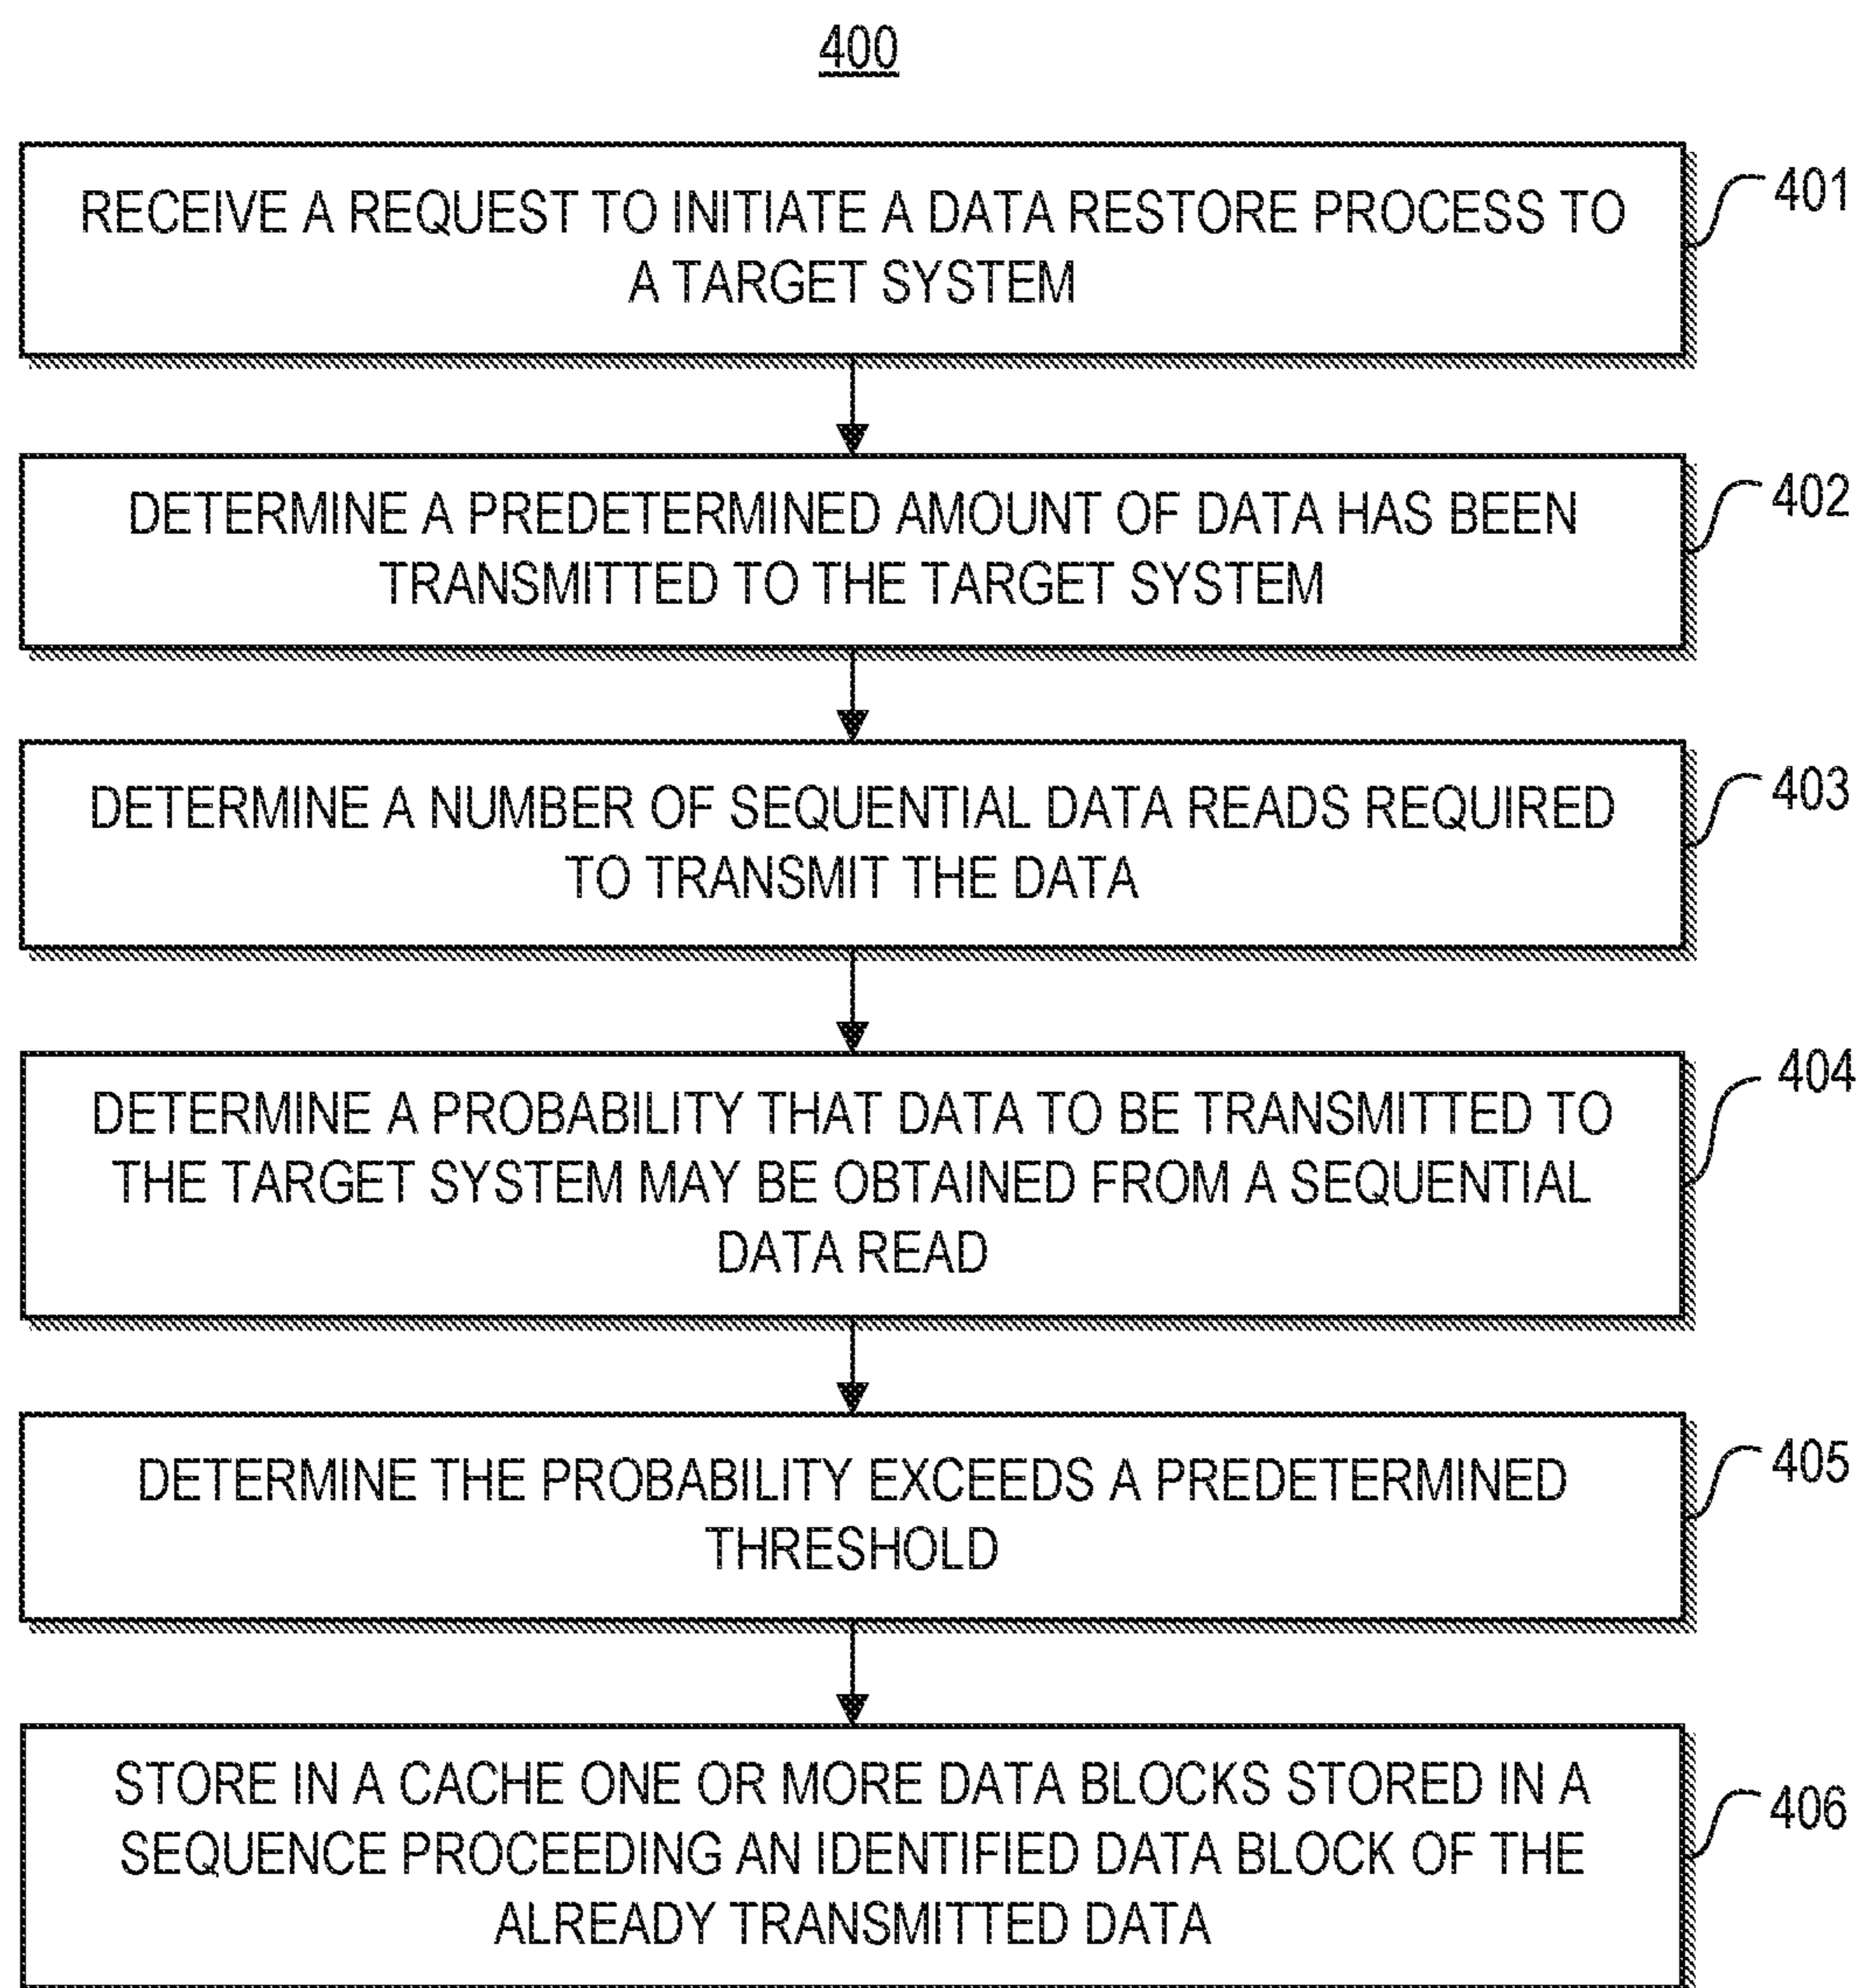 400
RECEIVE A REQUEST TO INITIATE A DATA RESTORE PROCESS TO
A TARGET SYSTEM
401
DETERMINE A PREDETERMINED AMOUNT OF DATA HAS BEEN
TRANSMITTED TO THE TARGET SYSTEM
402
DETERMINE A NUMBER OF SEQUENTIAL DATA READS REQUIRED
TO TRANSMIT THE DATA
403
DETERMINE A PROBABILITY THAT DATA TO BE TRANSMITTED TO
THE TARGET SYSTEM MAY BE OBTAINED FROM A SEQUENTIAL
DATA READ
404
DETERMINE THE PROBABILITY EXCEEDS A PREDETERMINED
THRESHOLD
405
STORE IN A CACHE ONE OR MORE DATA BLOCKS STORED IN A
SEQUENCE PROCEEDING AN IDENTIFIED DATA BLOCK OF THE
ALREADY TRANSMITTED DATA
406